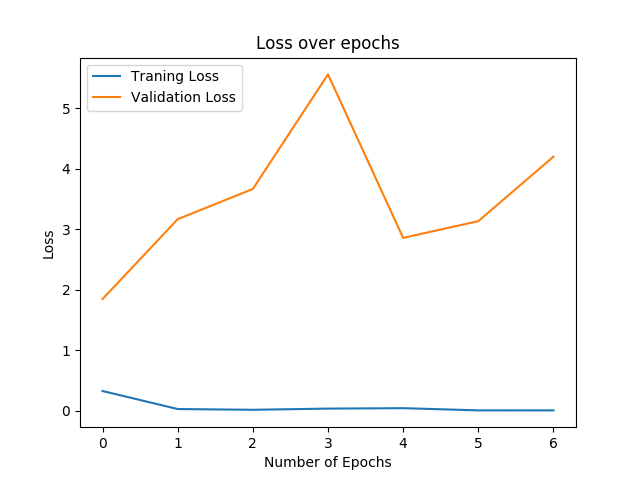 Loss over epochs
Traning Loss
Validation Loss
Loss
5
4
3
2
1
0
0 1 2 3 4 5 6
Number of Epochs